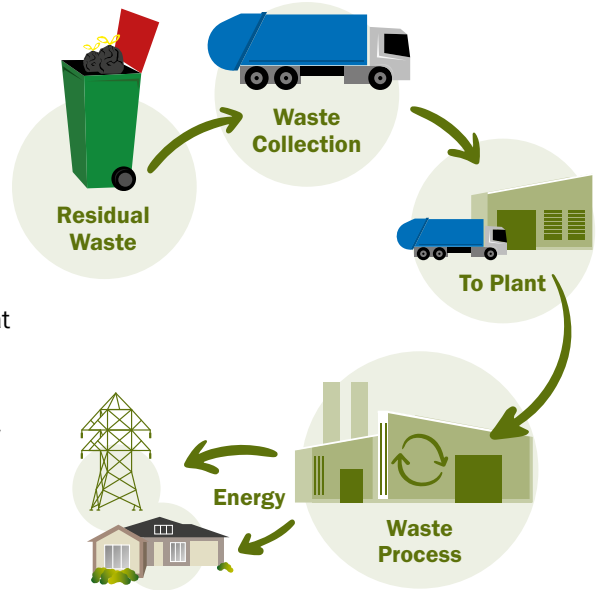 Residual
Waste
Waste
Collection
To Plant
Energy
Waste
Process